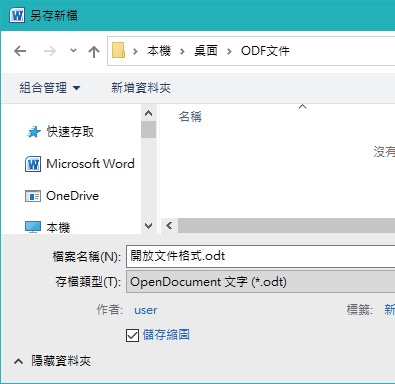 另存新檔
本機 › 桌面 › ODF文件
組合管理 新增資料夾
名稱
快速存取
沒有
Microsoft Word
OneDrive
本機
檔案名稱(N): 開放文件格式.odt
存檔類型(T): OpenDocument 文字 (*.odt)
作者: user 標籤: 新
儲存縮圖
隱藏資料夾